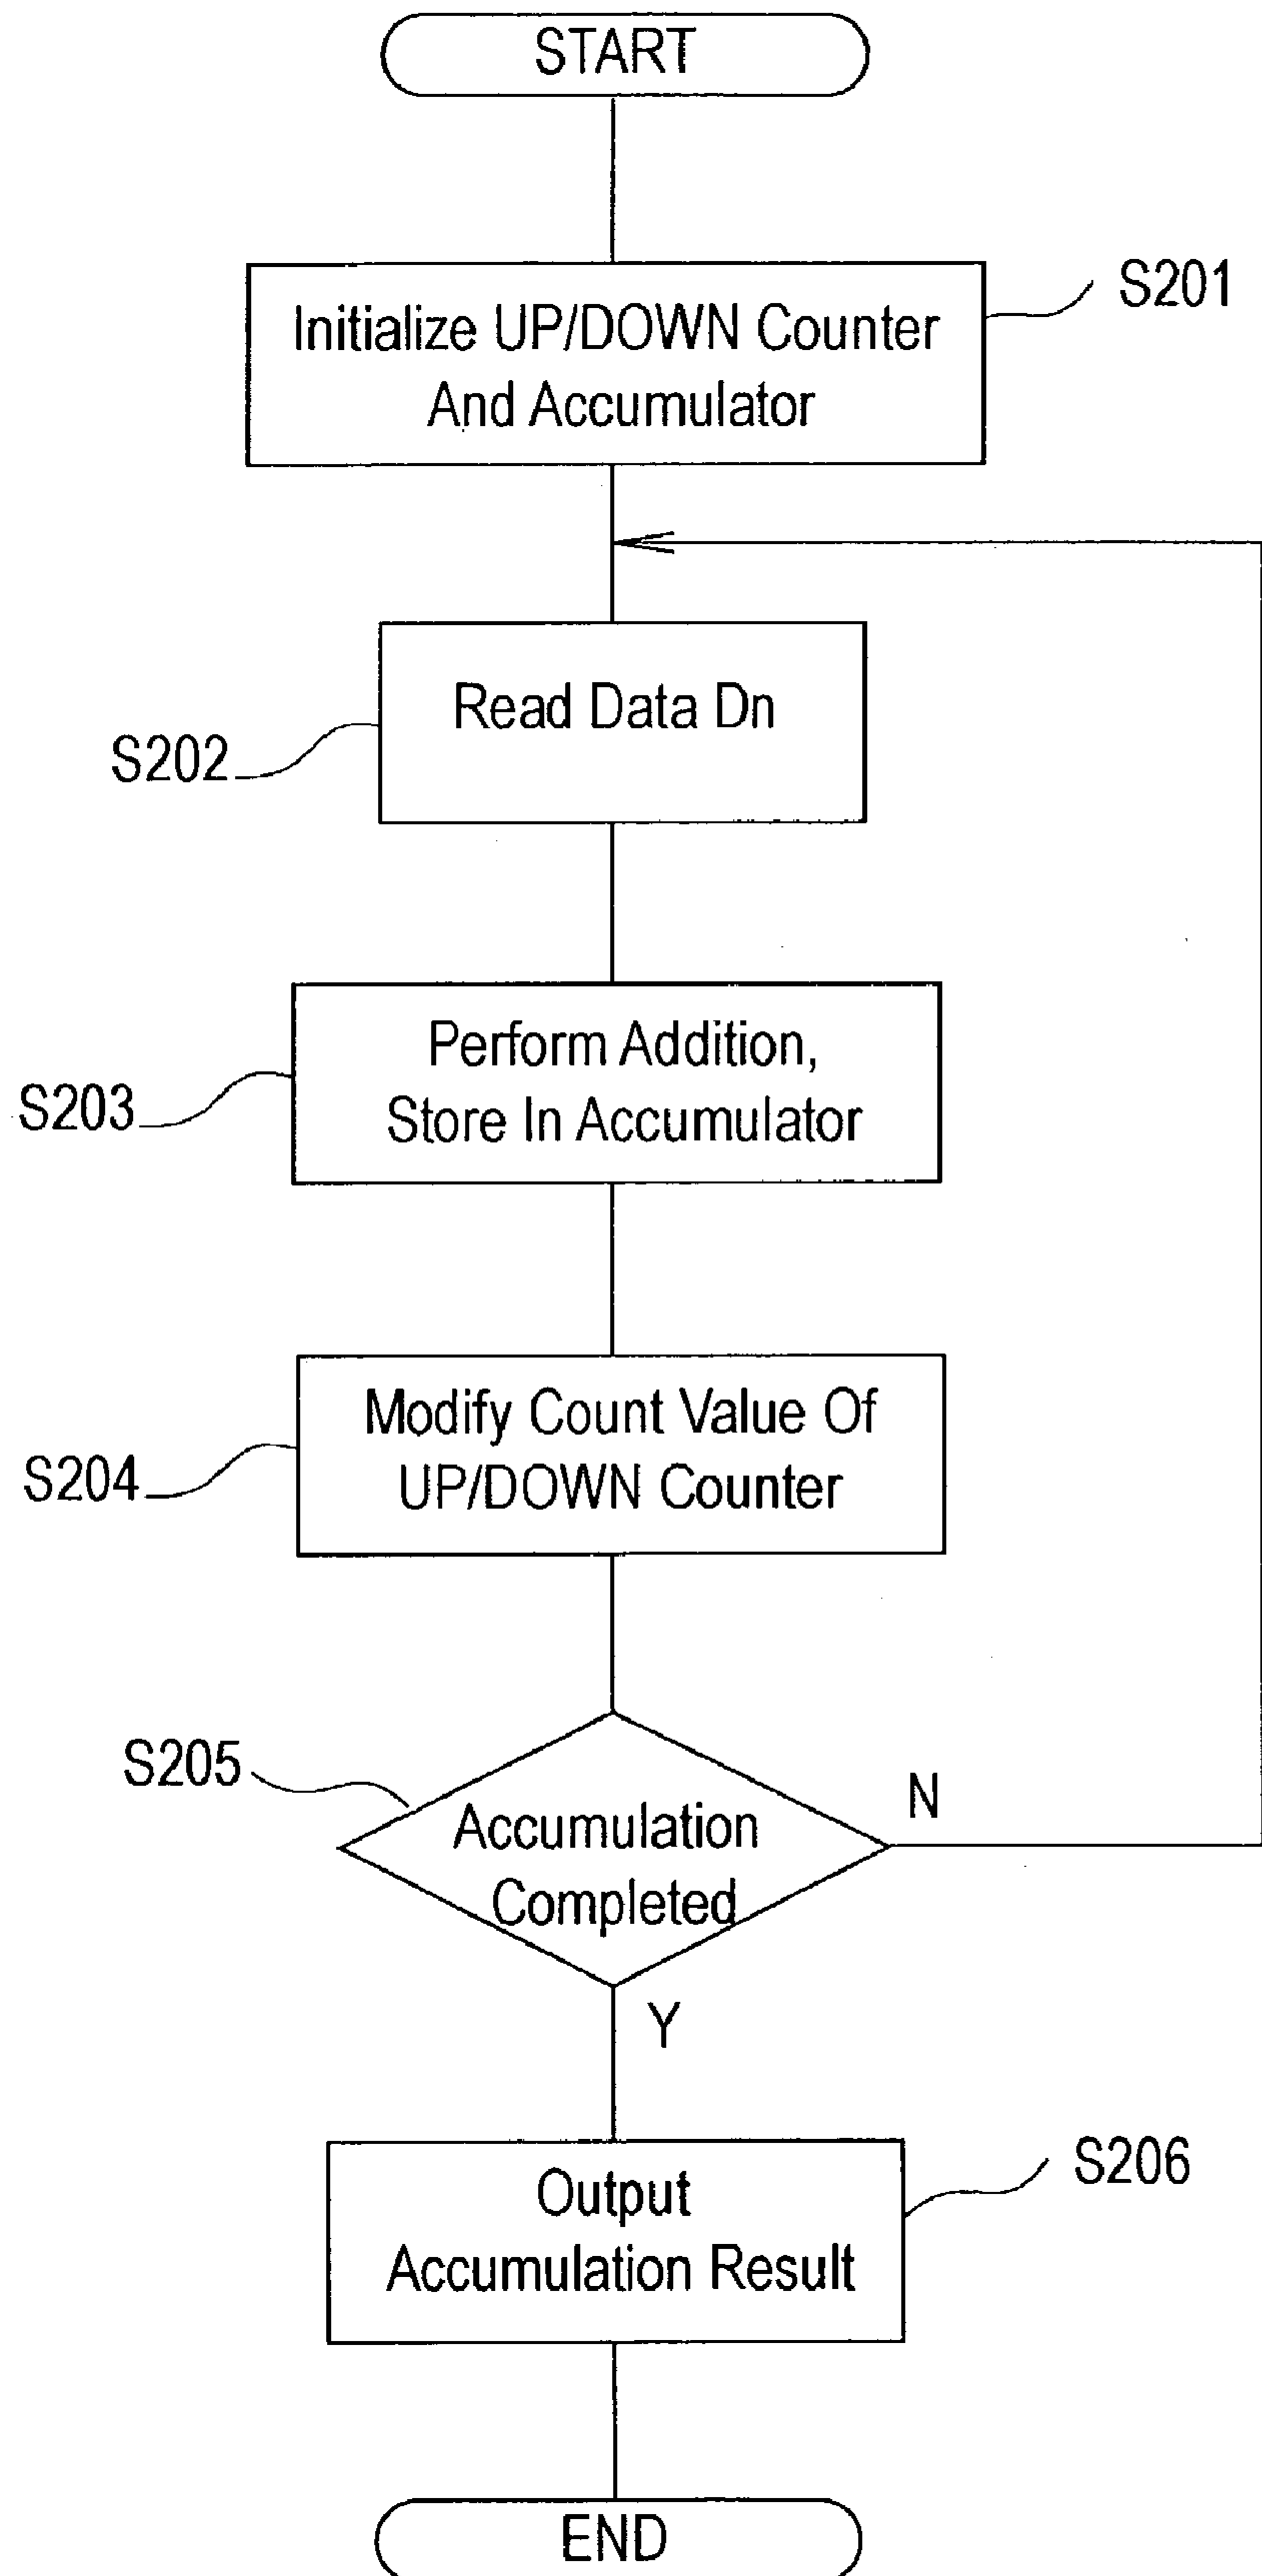 START
S201
Initialize UP/DOWN Counter
And Accumulator
Read Data Dn
S202
Perform Addition,
Store In Accumulator
S203
Modify Count Value Of
UP/DOWN Counter
S204
S205
Accumulation
Completed
N
Y
Output
Accumulation Result
S206
END